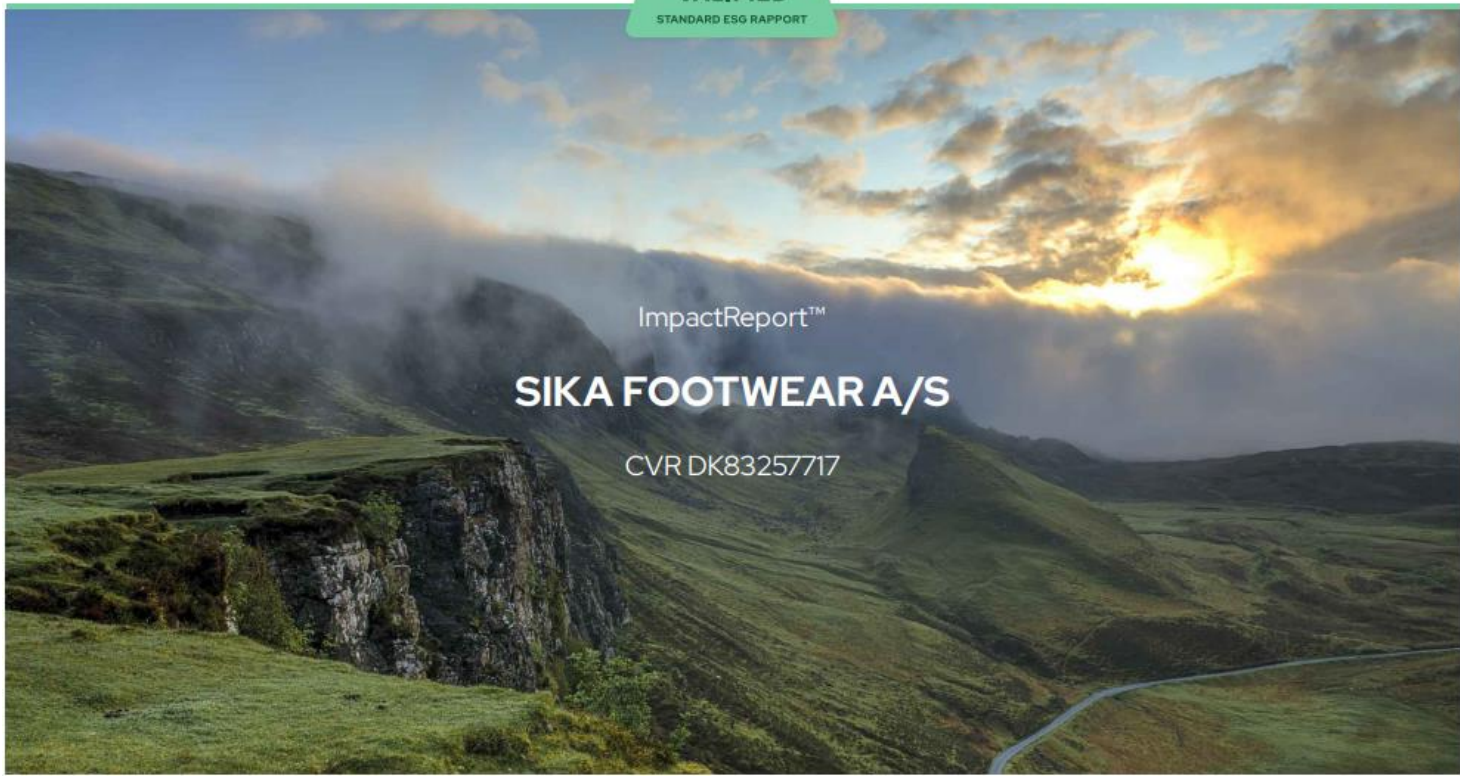 STANDARD ESG RAPPORT
ImpactReport™
SIKA FOOTWEAR A/S
CVR DK83257717